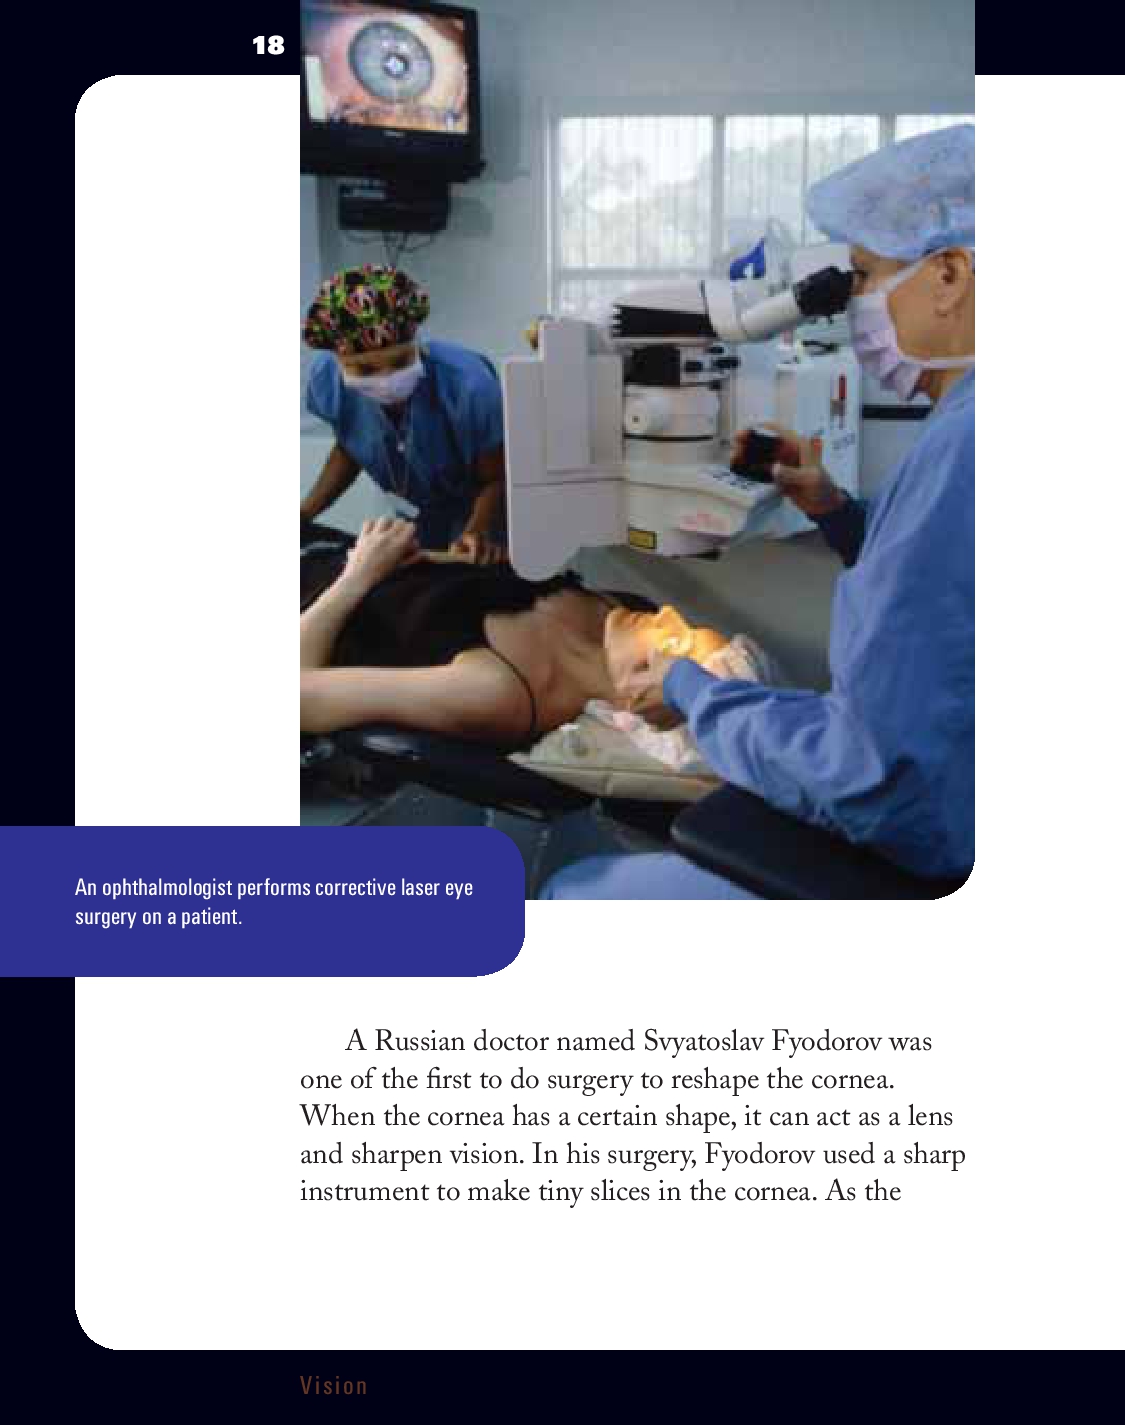 18
An ophthalmologist performs corrective laser eye
surgery on a patient.
A Russian doctor named Svyatoslav Fyodorov was
one of the first to do surgery to reshape the cornea.
When the cornea has a certain shape, it can act as a lens
and sharpen vision. In his surgery, Fyodorov used a sharp
instrument to make tiny slices in the cornea. As the
Vision